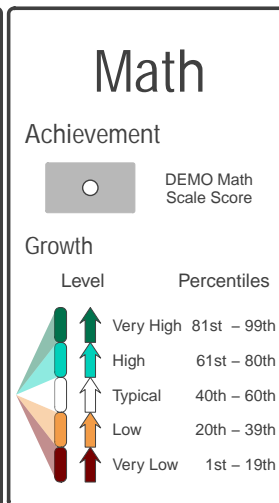 Math
Achievement
DEMO Math
Scale Score
Growth
Level Percentiles
Very High 81st – 99th
High 61st – 80th
Typical 40th – 60th
Low 20th – 39th
Very Low 1st – 19th